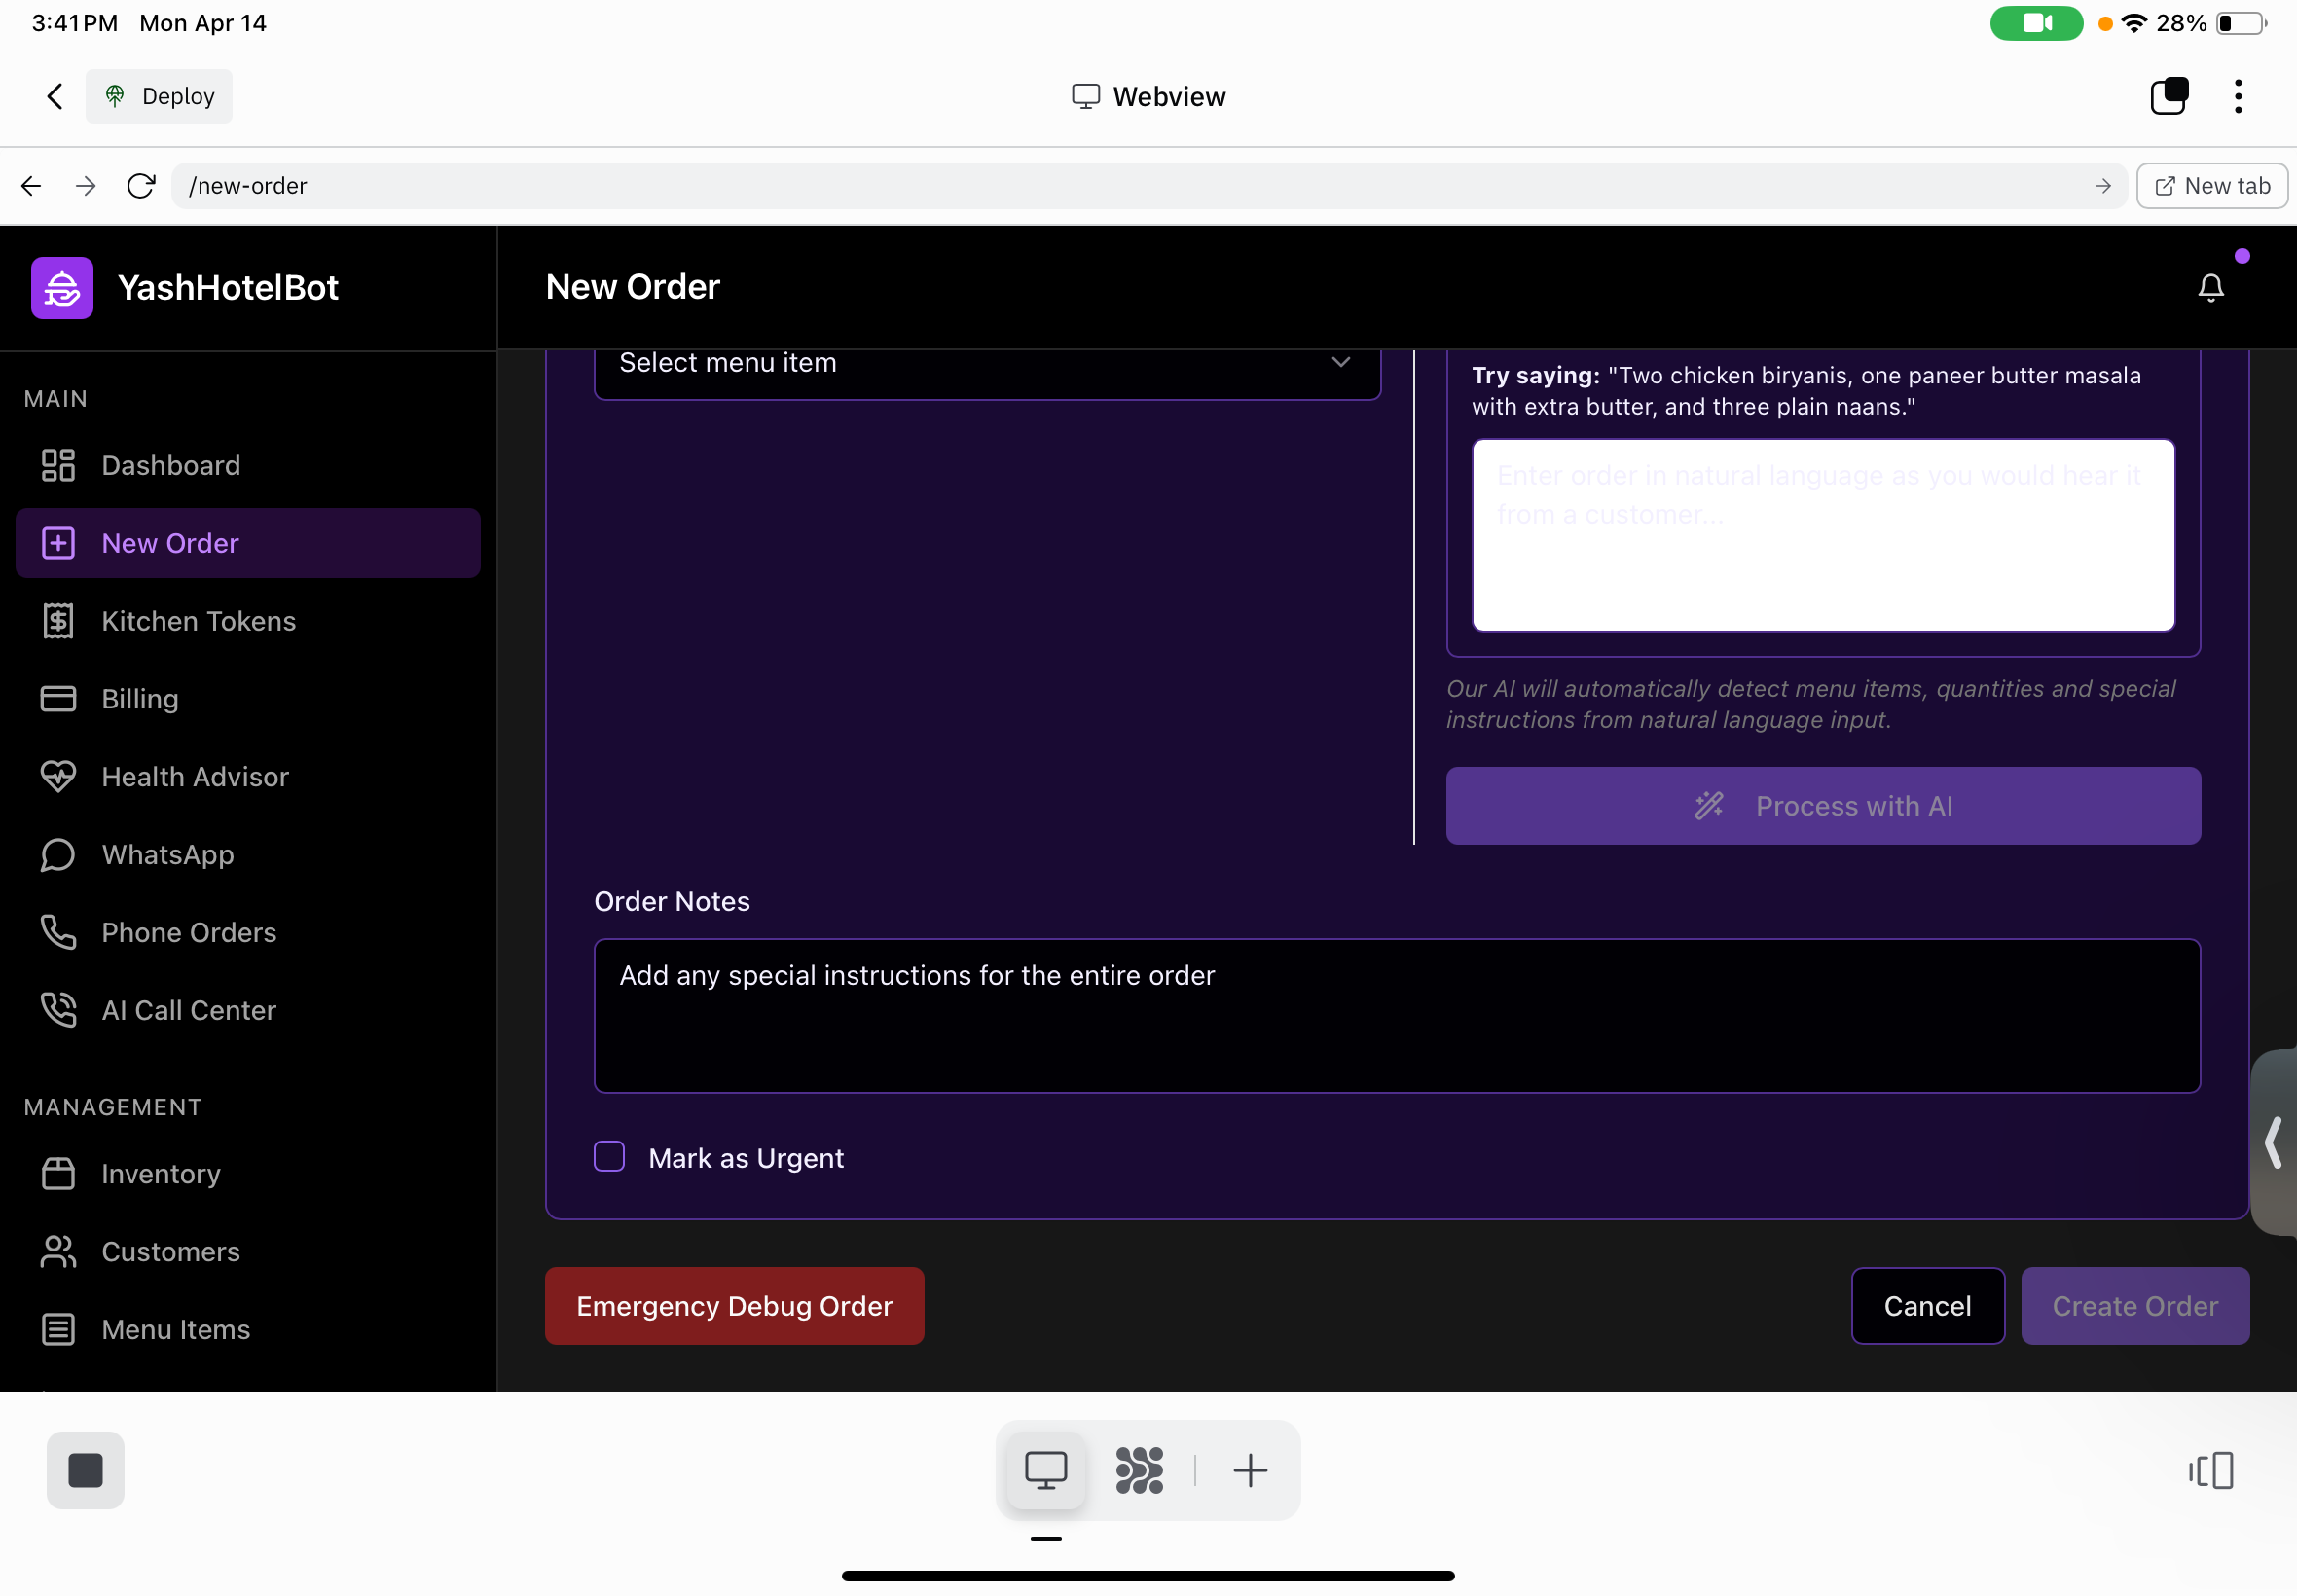 3:41 PM Mon Apr 14
28%
Deploy
Webview
/new-order
New tab
YashHotelBot
New Order
MAIN
Dashboard
New Order
Kitchen Tokens
Billing
Health Advisor
WhatsApp
Phone Orders
AI Call Center
MANAGEMENT
Inventory
Customers
Menu Items
Select menu item
Try saying: "Two chicken biryanis, one paneer butter masala
with extra butter, and three plain naans."
Enter order in natural language as you would hear it
from a customer...
Our AI will automatically detect menu items, quantities and special
instructions from natural language input.
Process with AI
Order Notes
Add any special instructions for the entire order
Mark as Urgent
Emergency Debug Order
Cancel
Create Order